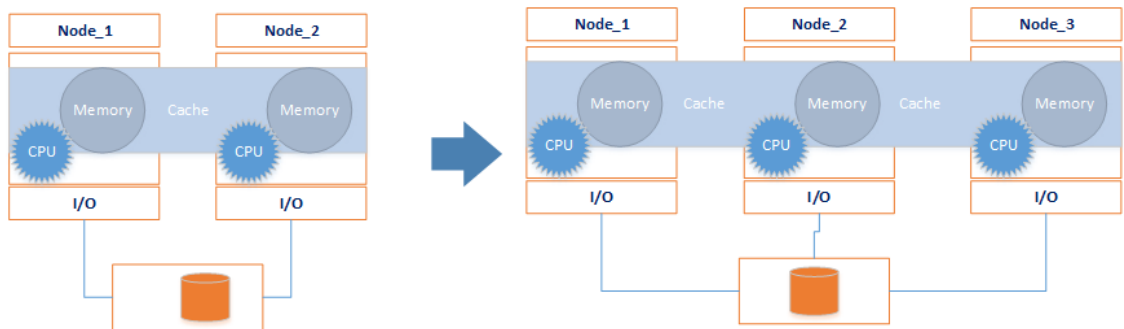 Node_1
Node_2
Memory
Cache
Memory
CPU
CPU
I/O
I/O
Node_1
Node_2
Node_3
Memory
Cache
Memory
Cache
Memory
CPU
CPU
CPU
I/O
I/O
I/O